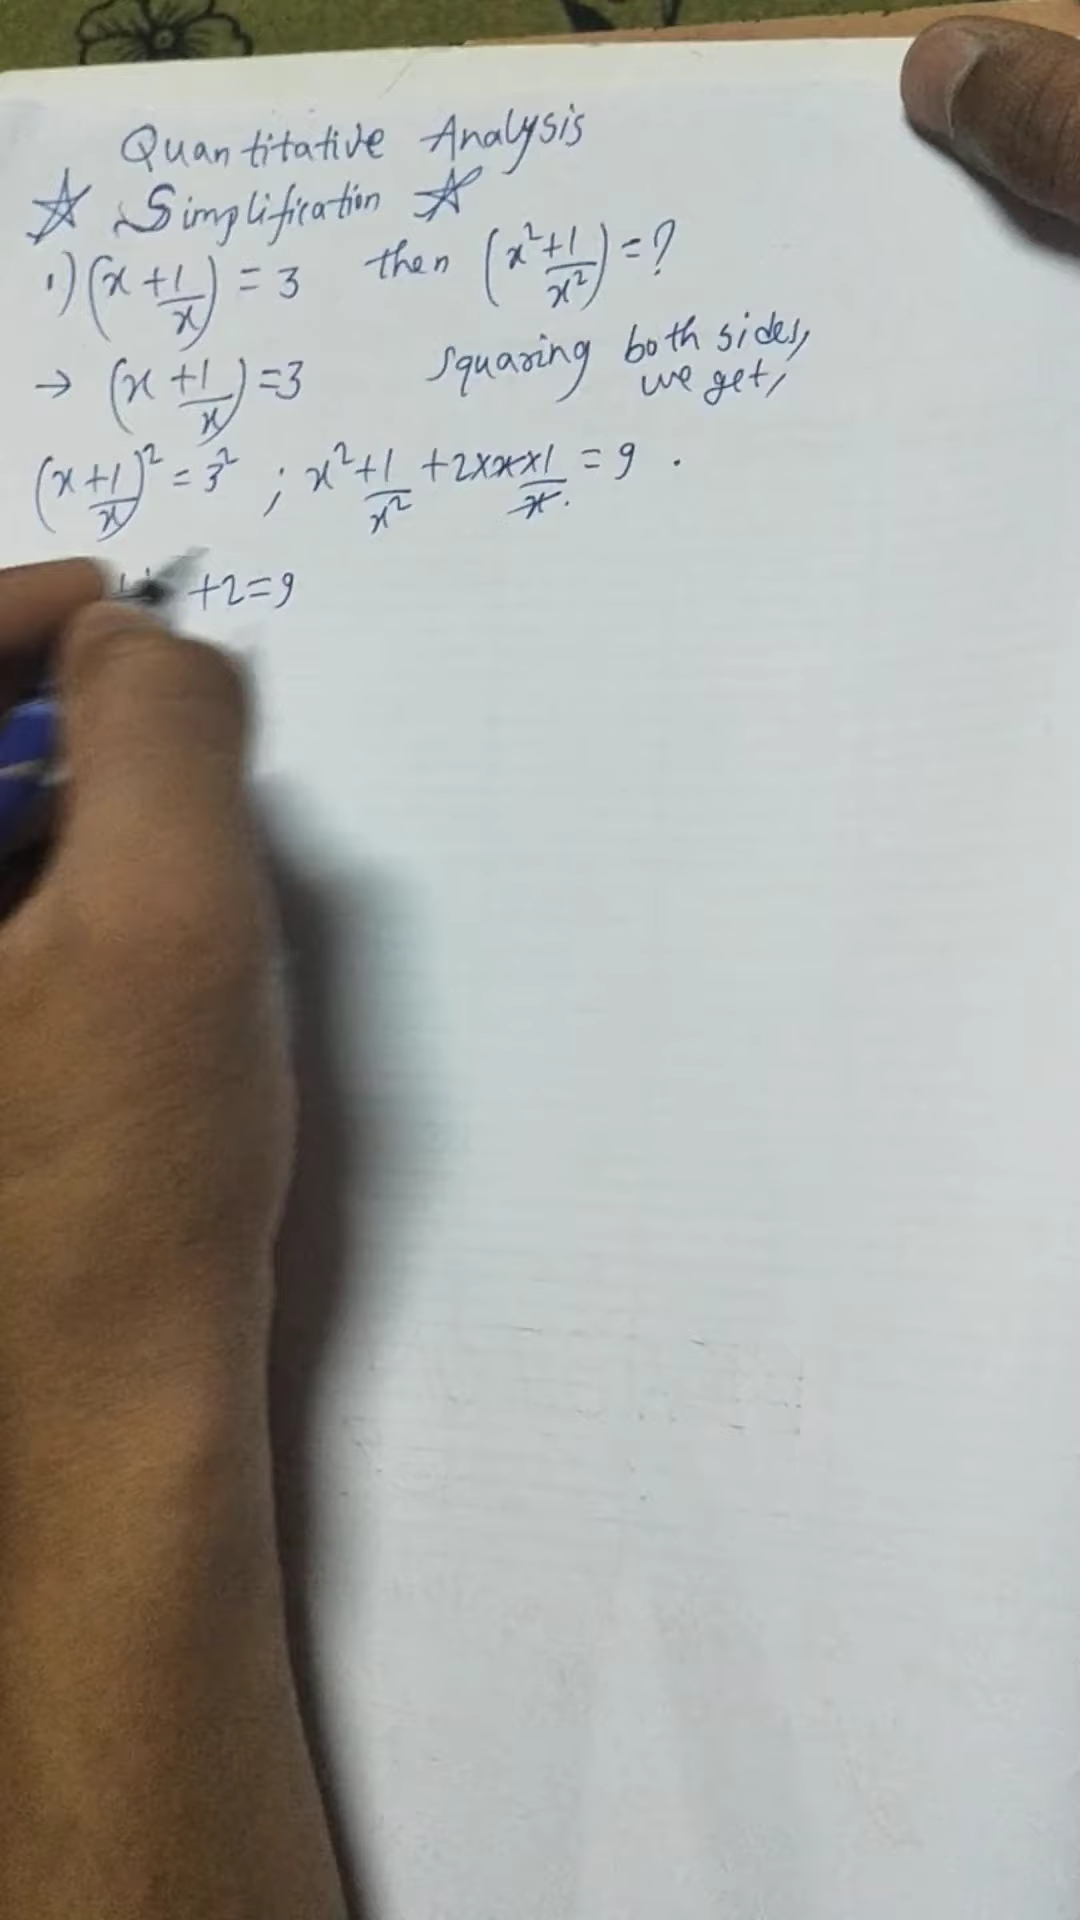 Quantitative Analysis
☆ Simplification ☆
1) (x + 1/x) = 3 then (x² + 1/x²) = ?
→ (x + 1/x) = 3 squaring both sides,
we get,
(x + 1/x)² = 3² ; x² + 1/x² + 2×x×1/x = 9 .
+2=9